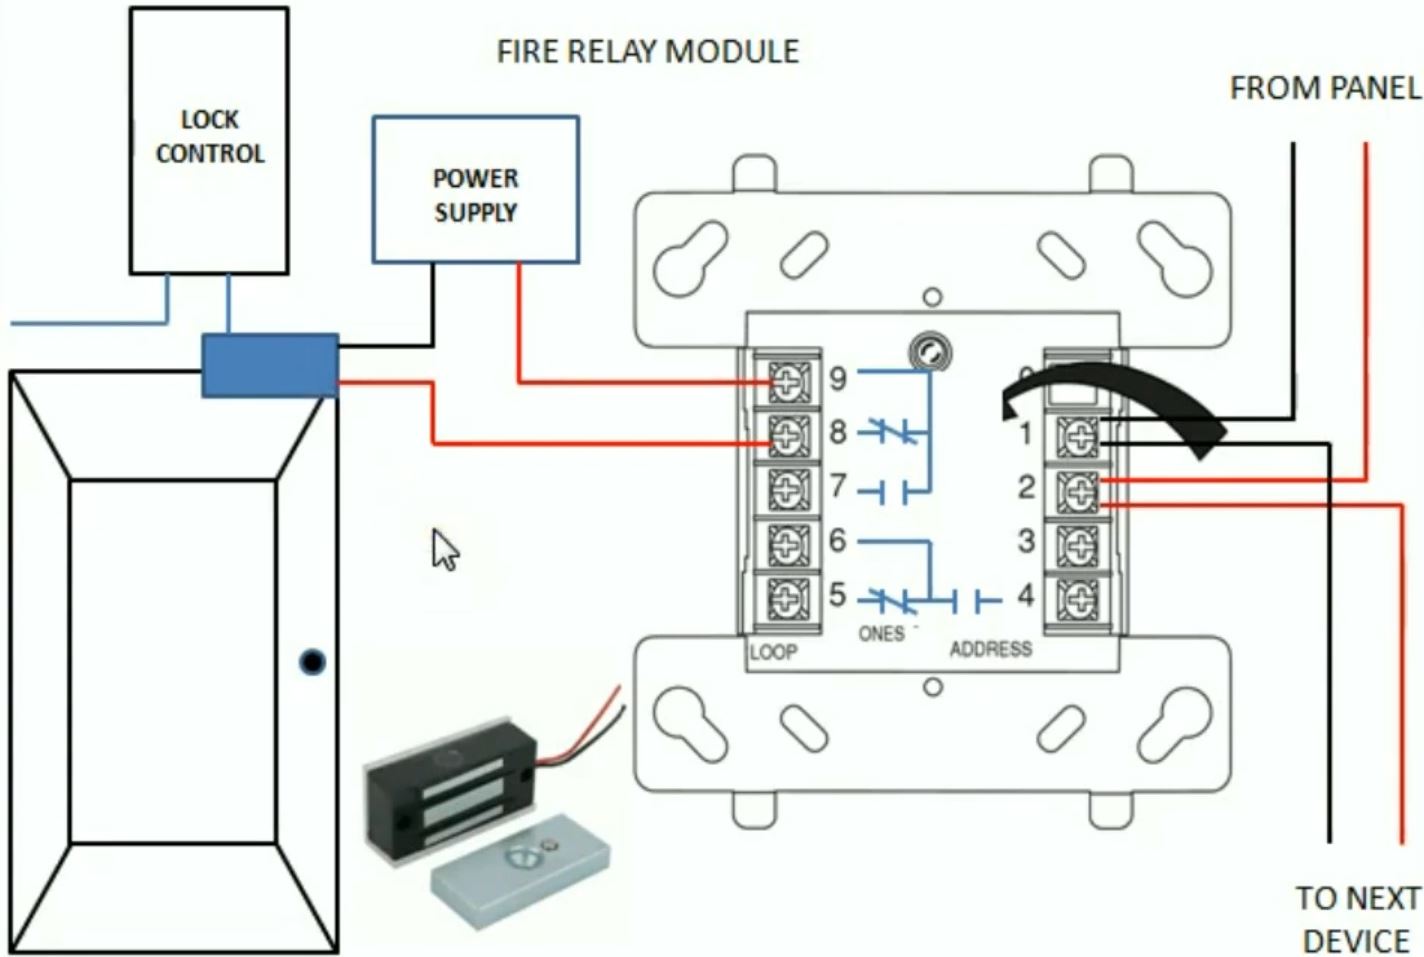 FIRE RELAY MODULE
LOCK
CONTROL
POWER
SUPPLY
FROM PANEL
9
8
7
6
5
1
2
3
4
ONES
LOOP
ADDRESS
TO NEXT
DEVICE